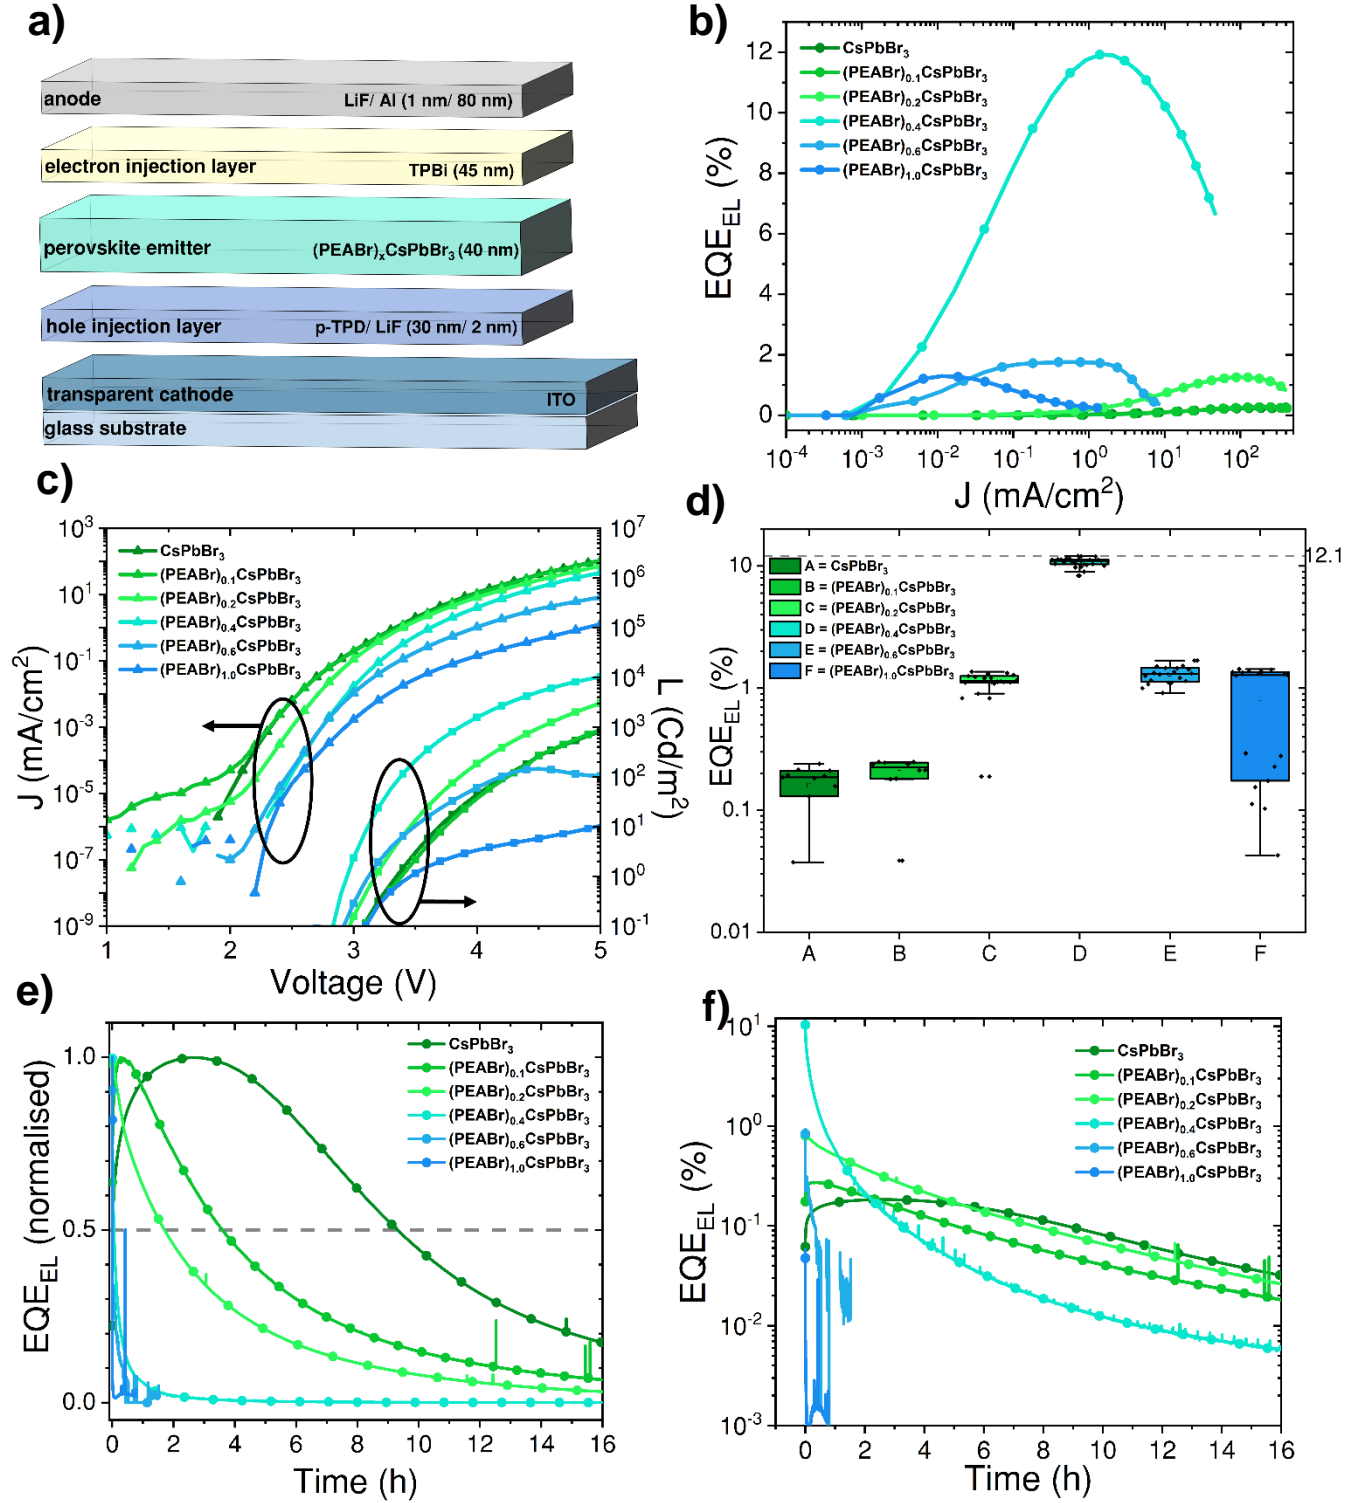 a)
anode LiF/ Al (1 nm/ 80 nm)
electron injection layer TPBi (45 nm)
perovskite emitter (PEABr)ₓCsPbBr₃ (40 nm)
hole injection layer p-TPD/ LiF (30 nm/ 2 nm)
transparent cathode ITO
glass substrate
b)
CsPbBr₃
(PEABr)₀.₁CsPbBr₃
(PEABr)₀.₂CsPbBr₃
(PEABr)₀.₄CsPbBr₃
(PEABr)₀.₆CsPbBr₃
(PEABr)₁.₀CsPbBr₃
EQE_EL (%)
12
10
8
6
4
2
0
10⁻⁴ 10⁻³ 10⁻² 10⁻¹ 10⁰ 10¹ 10²
J (mA/cm²)
c)
CsPbBr₃
(PEABr)₀.₁CsPbBr₃
(PEABr)₀.₂CsPbBr₃
(PEABr)₀.₄CsPbBr₃
(PEABr)₀.₆CsPbBr₃
(PEABr)₁.₀CsPbBr₃
J (mA/cm²)
10³
10¹
10⁻¹
10⁻³
10⁻⁵
10⁻⁷
10⁻⁹
L (Cd/m²)
10⁷
10⁶
10⁵
10⁴
10³
10²
10¹
10⁰
10⁻¹
1 2 3 4 5
Voltage (V)
d)
A = CsPbBr₃
B = (PEABr)₀.₁CsPbBr₃
C = (PEABr)₀.₂CsPbBr₃
D = (PEABr)₀.₄CsPbBr₃
E = (PEABr)₀.₆CsPbBr₃
F = (PEABr)₁.₀CsPbBr₃
12.1
EQE_EL (%)
10
1
0.1
0.01
A B C D E F
e)
CsPbBr₃
(PEABr)₀.₁CsPbBr₃
(PEABr)₀.₂CsPbBr₃
(PEABr)₀.₄CsPbBr₃
(PEABr)₀.₆CsPbBr₃
(PEABr)₁.₀CsPbBr₃
EQE_EL (normalised)
1.0
0.5
0.0
0 2 4 6 8 10 12 14 16
Time (h)
f)
CsPbBr₃
(PEABr)₀.₁CsPbBr₃
(PEABr)₀.₂CsPbBr₃
(PEABr)₀.₄CsPbBr₃
(PEABr)₀.₆CsPbBr₃
(PEABr)₁.₀CsPbBr₃
EQE_EL (%)
10¹
10⁰
10⁻¹
10⁻²
10⁻³
0 2 4 6 8 10 12 14 16
Time (h)